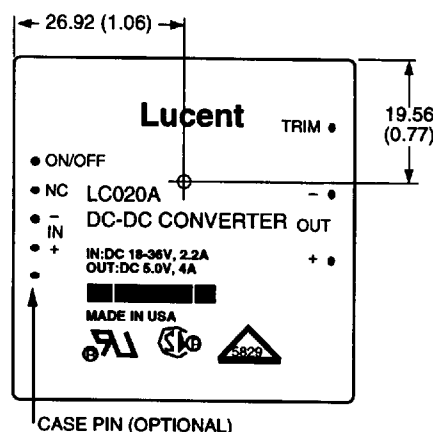 26.92 (1.06)
Lucent
TRIM
19.56
(0.77)
ON/OFF
NC
LC020A
–
–
DC-DC CONVERTER
OUT
IN
+
+
IN:DC 18-36V, 2.2A
OUT:DC 5.0V, 4A
MADE IN USA
5829
CASE PIN (OPTIONAL)